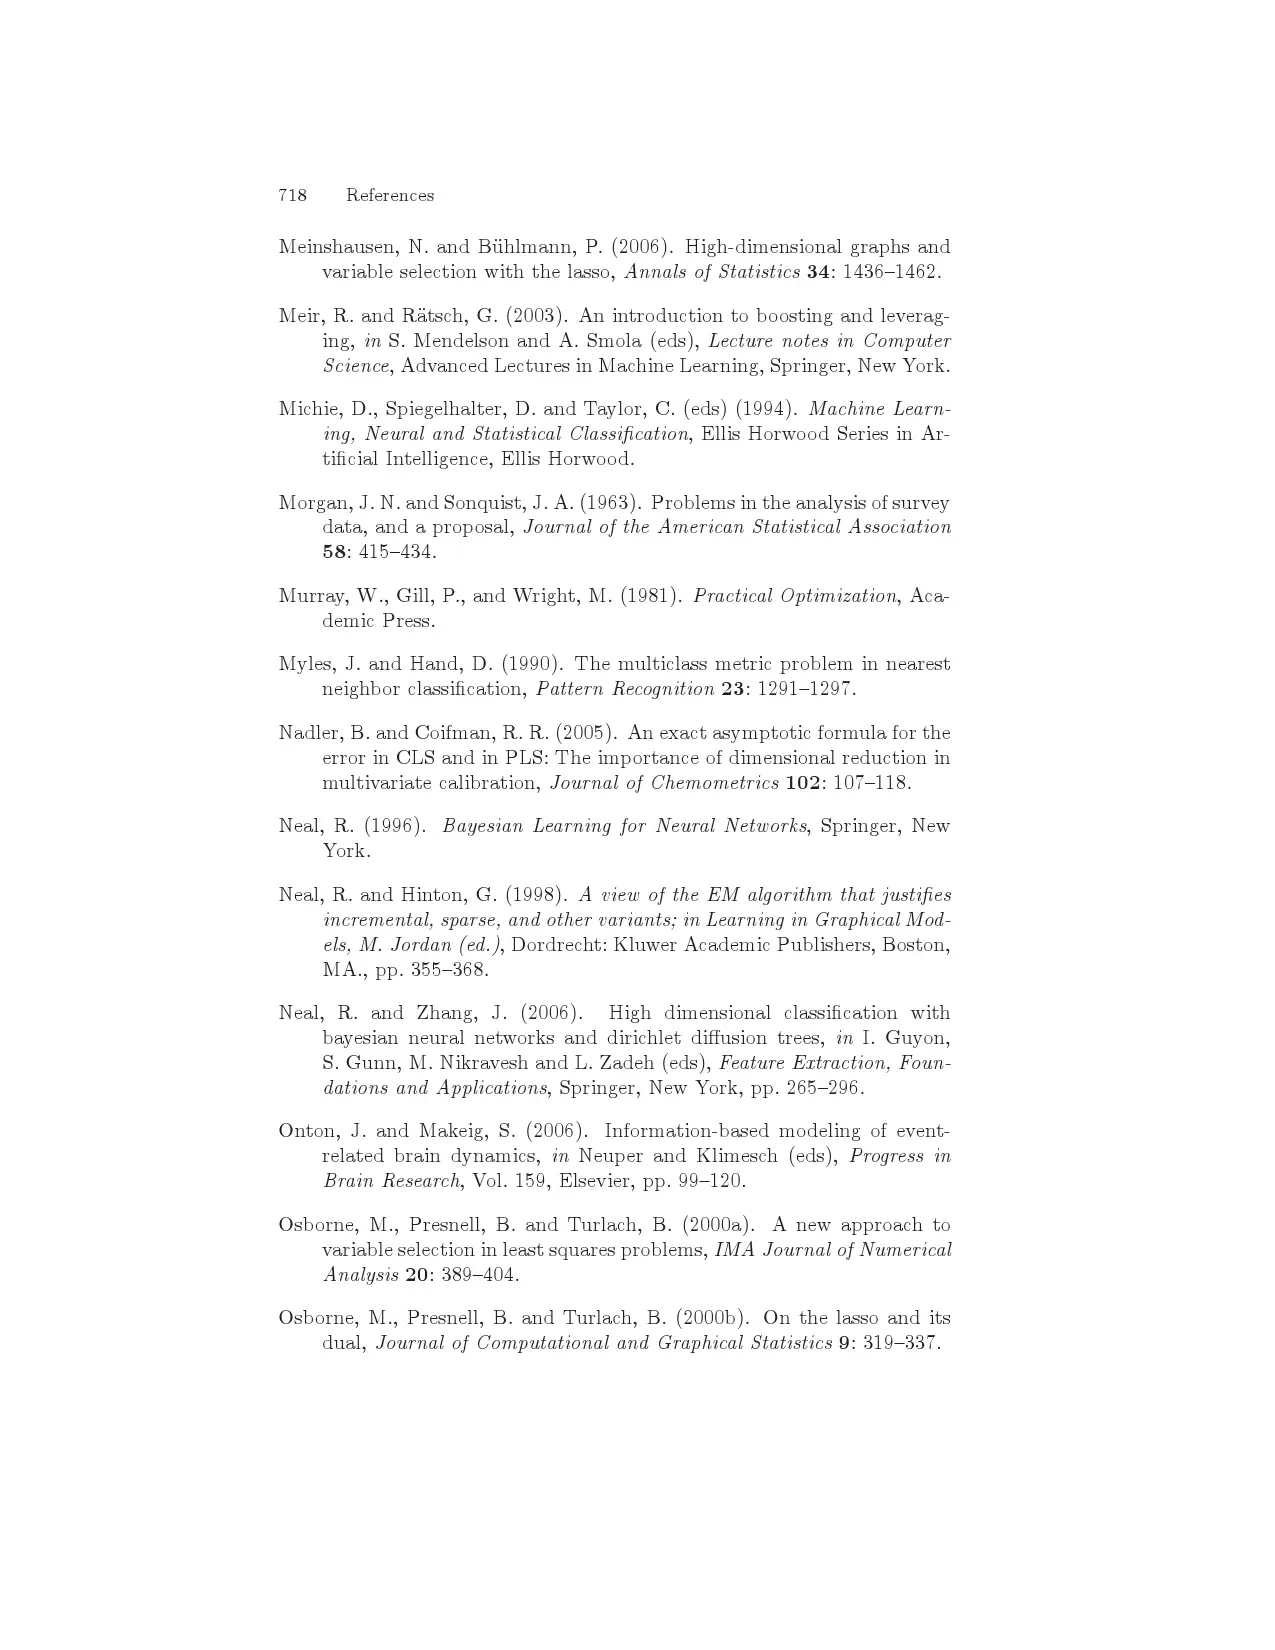 718 References
Meinshausen, N. and Bühlmann, P. (2006). High-dimensional graphs and
variable selection with the lasso, Annals of Statistics 34: 1436–1462.
Meir, R. and Rätsch, G. (2003). An introduction to boosting and leverag-
ing, in S. Mendelson and A. Smola (eds), Lecture notes in Computer
Science, Advanced Lectures in Machine Learning, Springer, New York.
Michie, D., Spiegelhalter, D. and Taylor, C. (eds) (1994). Machine Learn-
ing, Neural and Statistical Classification, Ellis Horwood Series in Ar-
tificial Intelligence, Ellis Horwood.
Morgan, J. N. and Sonquist, J. A. (1963). Problems in the analysis of survey
data, and a proposal, Journal of the American Statistical Association
58: 415–434.
Murray, W., Gill, P., and Wright, M. (1981). Practical Optimization, Aca-
demic Press.
Myles, J. and Hand, D. (1990). The multiclass metric problem in nearest
neighbor classification, Pattern Recognition 23: 1291–1297.
Nadler, B. and Coifman, R. R. (2005). An exact asymptotic formula for the
error in CLS and in PLS: The importance of dimensional reduction in
multivariate calibration, Journal of Chemometrics 102: 107–118.
Neal, R. (1996). Bayesian Learning for Neural Networks, Springer, New
York.
Neal, R. and Hinton, G. (1998). A view of the EM algorithm that justifies
incremental, sparse, and other variants; in Learning in Graphical Mod-
els, M. Jordan (ed.), Dordrecht: Kluwer Academic Publishers, Boston,
MA., pp. 355–368.
Neal, R. and Zhang, J. (2006). High dimensional classification with
bayesian neural networks and dirichlet diffusion trees, in I. Guyon,
S. Gunn, M. Nikravesh and L. Zadeh (eds), Feature Extraction, Foun-
dations and Applications, Springer, New York, pp. 265–296.
Onton, J. and Makeig, S. (2006). Information-based modeling of event-
related brain dynamics, in Neuper and Klimesch (eds), Progress in
Brain Research, Vol. 159, Elsevier, pp. 99–120.
Osborne, M., Presnell, B. and Turlach, B. (2000a). A new approach to
variable selection in least squares problems, IMA Journal of Numerical
Analysis 20: 389–404.
Osborne, M., Presnell, B. and Turlach, B. (2000b). On the lasso and its
dual, Journal of Computational and Graphical Statistics 9: 319–337.